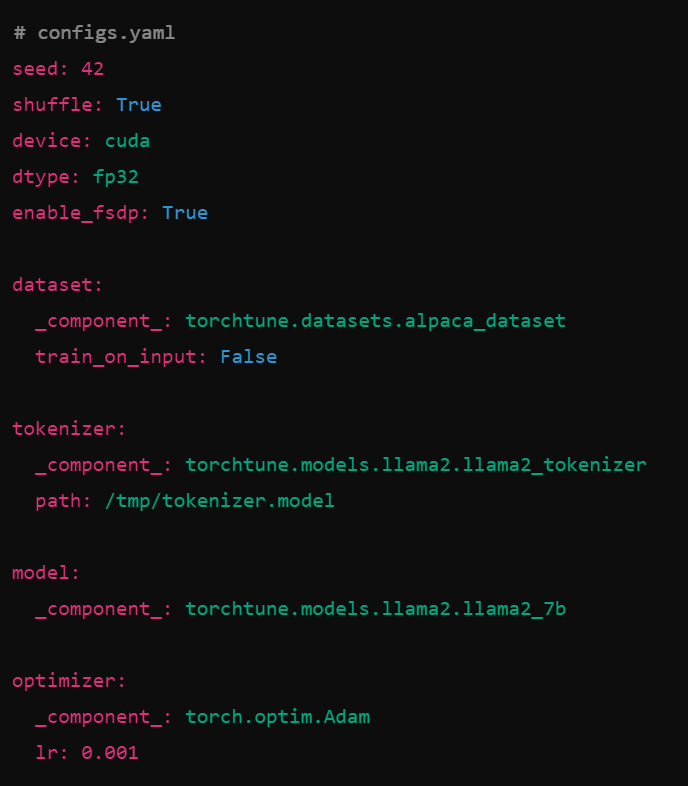 # configs.yaml
seed: 42
shuffle: True
device: cuda
dtype: fp32
enable_fsdp: True
dataset:
_component_: torchtune.datasets.alpaca_dataset
train_on_input: False
tokenizer:
_component_: torchtune.models.llama2.llama2_tokenizer
path: /tmp/tokenizer.model
model:
_component_: torchtune.models.llama2.llama2_7b
optimizer:
_component_: torch.optim.Adam
lr: 0.001